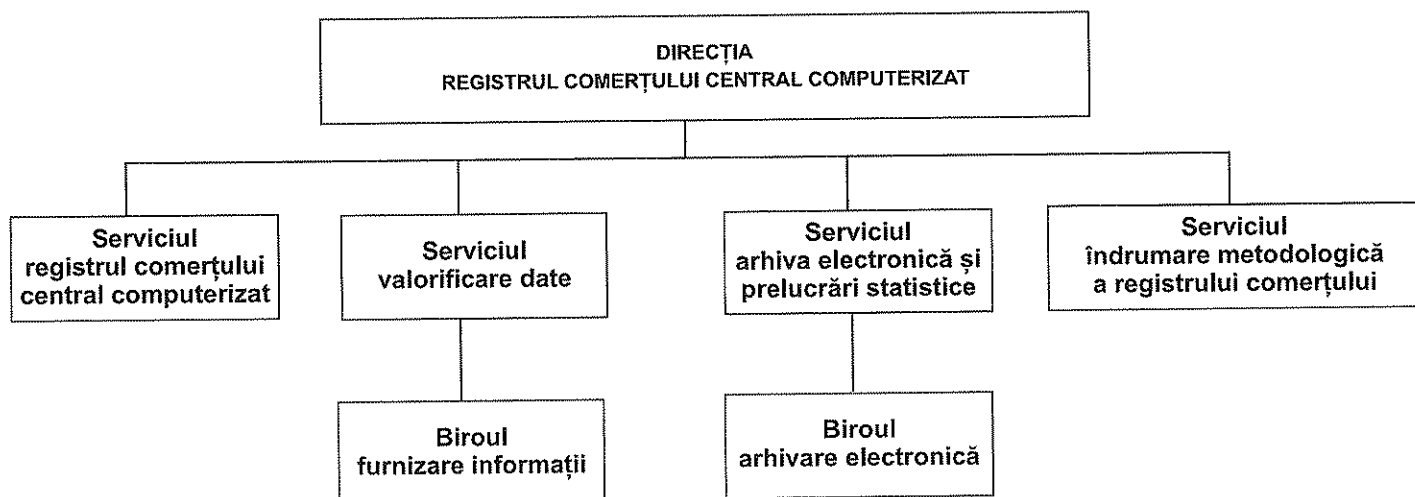 DIRECȚIA
REGISTRUL COMERȚULUI CENTRAL COMPUTERIZAT
Serviciul
registrul comerțului
central computerizat
Serviciul
valorificare date
Serviciul
arhiva electronică și
prelucrări statistice
Serviciul
îndrumare metodologică
a registrului comerțului
Biroul
furnizare informații
Biroul
arhivare electronică